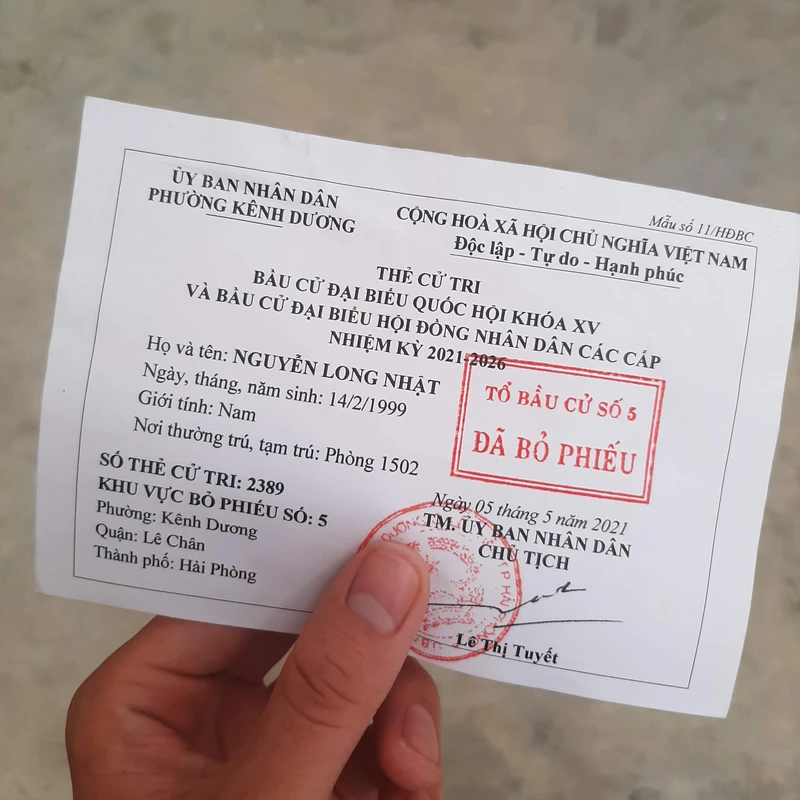 ỦY BAN NHÂN DÂN
PHƯỜNG KÊNH DƯƠNG
Mẫu số 11/HĐBC
CỘNG HOÀ XÃ HỘI CHỦ NGHĨA VIỆT NAM
Độc lập - Tự do - Hạnh phúc
THẺ CỬ TRI
BẦU CỬ ĐẠI BIỂU QUỐC HỘI KHÓA XV
VÀ BẦU CỬ ĐẠI BIỂU HỘI ĐỒNG NHÂN DÂN CÁC CẤP
NHIỆM KỲ 2021-2026
Họ và tên: NGUYỄN LONG NHẬT
Ngày, tháng, năm sinh: 14/2/1999
Giới tính: Nam
Nơi thường trú, tạm trú: Phòng 1502
TỔ BẦU CỬ SỐ 5
ĐÃ BỎ PHIẾU
SỐ THẺ CỬ TRI: 2389
KHU VỰC BỎ PHIẾU SỐ: 5
Phường: Kênh Dương
Quận: Lê Chân
Thành phố: Hải Phòng
Ngày 05 tháng 5 năm 2021
TM. ỦY BAN NHÂN DÂN
CHỦ TỊCH
Lê Thị Tuyết